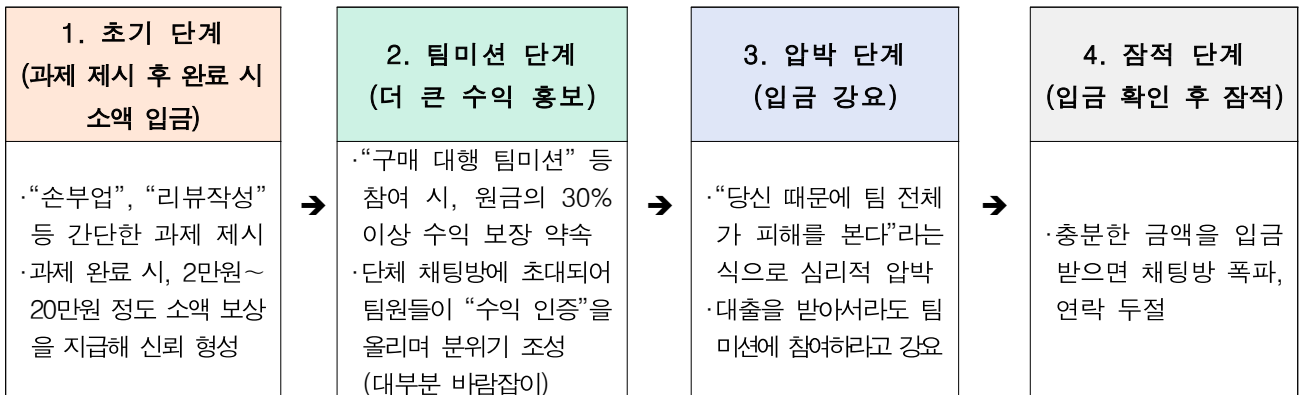 1. 초기 단계
(과제 제시 후 완료 시
소액 입금)
·“손부업”, “리뷰작성”
등 간단한 과제 제시
·과제 완료 시, 2만원~
20만원 정도 소액 보상
을 지급해 신뢰 형성
➔
2. 팀미션 단계
(더 큰 수익 홍보)
·“구매 대행 팀미션” 등
참여 시, 원금의 30%
이상 수익 보장 약속
·단체 채팅방에 초대되어
팀원들이 “수익 인증”을
올리며 분위기 조성
(대부분 바람잡이)
➔
3. 압박 단계
(입금 강요)
·“당신 때문에 팀 전체
가 피해를 본다”라는
식으로 심리적 압박
·대출을 받아서라도 팀
미션에 참여하라고 강요
➔
4. 잠적 단계
(입금 확인 후 잠적)
·충분한 금액을 입금
받으면 채팅방 폭파,
연락 두절